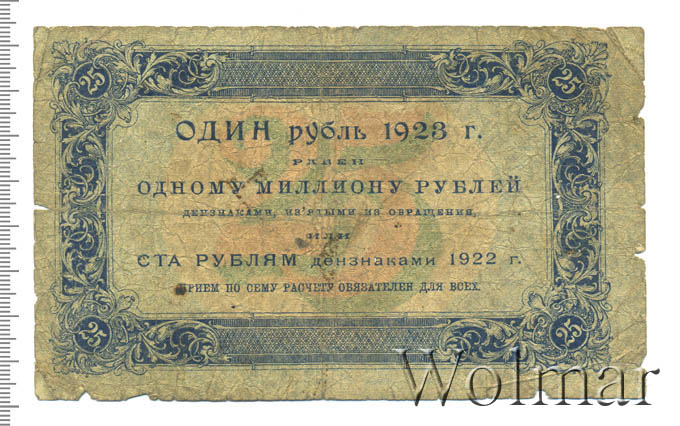 25 25
ОДИН рубль 1923 г.
РАВЕН
ОДНОМУ МИЛЛИОНУ РУБЛЕЙ
ДЕНЗНАКАМИ, ИЗ'ЯТЫМИ ИЗ ОБРАЩЕНИЯ,
ИЛИ
СТА РУБЛЯМ дензнаками 1922 г.
ПРИЕМ ПО СЕМУ РАСЧЕТУ ОБЯЗАТЕЛЕН ДЛЯ ВСЕХ.
25 25
25
Wolmar